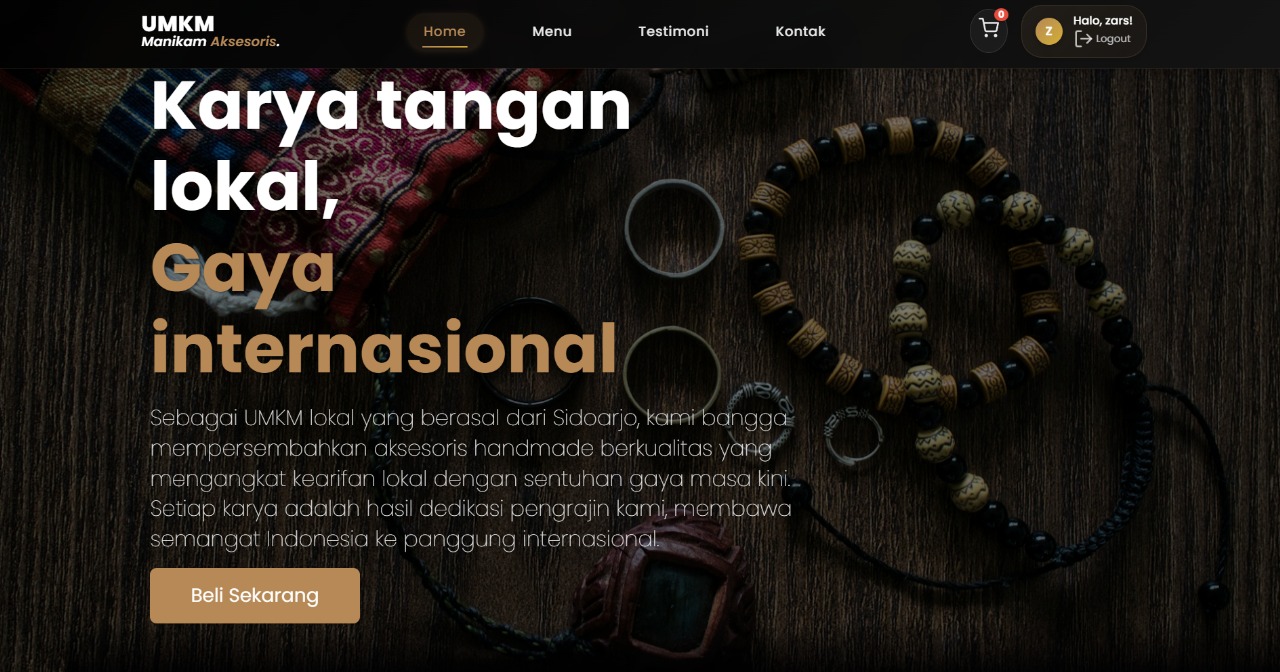 UMKM
Manikam Aksesoris.
Home
Menu
Testimoni
Kontak
0
Z
Halo, zars!
Logout
Karya tangan
lokal,
Gaya
internasional
Sebagai UMKM lokal yang berasal dari Sidoarjo, kami bangga
mempersembahkan aksesoris handmade berkualitas yang
mengangkat kearifan lokal dengan sentuhan gaya masa kini.
Setiap karya adalah hasil dedikasi pengrajin kami, membawa
semangat Indonesia ke panggung internasional.
Beli Sekarang